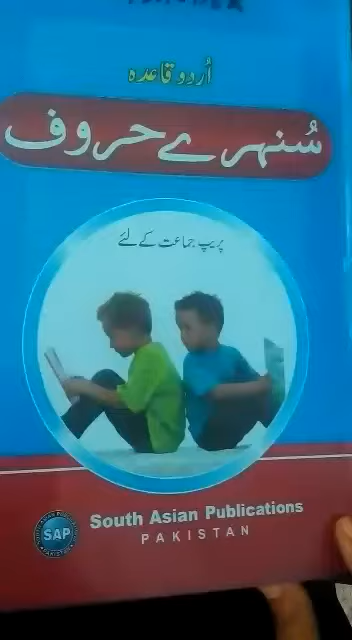 اُردو قاعدہ
سُنہرے حروف
پریپ جماعت کے لئے
South Asian Publications
PAKISTAN
SAP